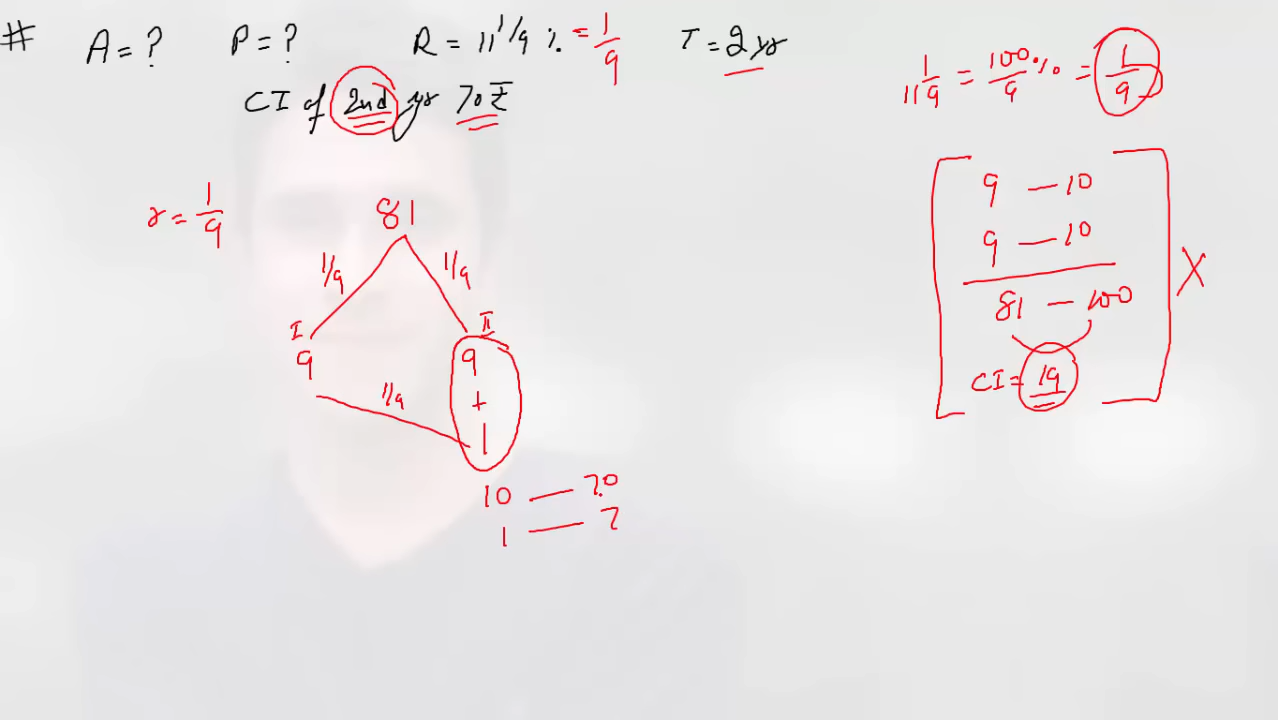 # A = ? P = ? R = 11 1/9 % = 1/9 T = 2 yr
CI of 2nd yr 70 ₹
11 1/9 = 100/9 % = 1/9
r = 1/9
81
1/9 1/9
I II
9 9
1/9 +
1
10 — 70
1 — 7
9 — 10
9 — 10
81 — 100
CI = 19
X